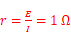 r = E/I = 1 Ω